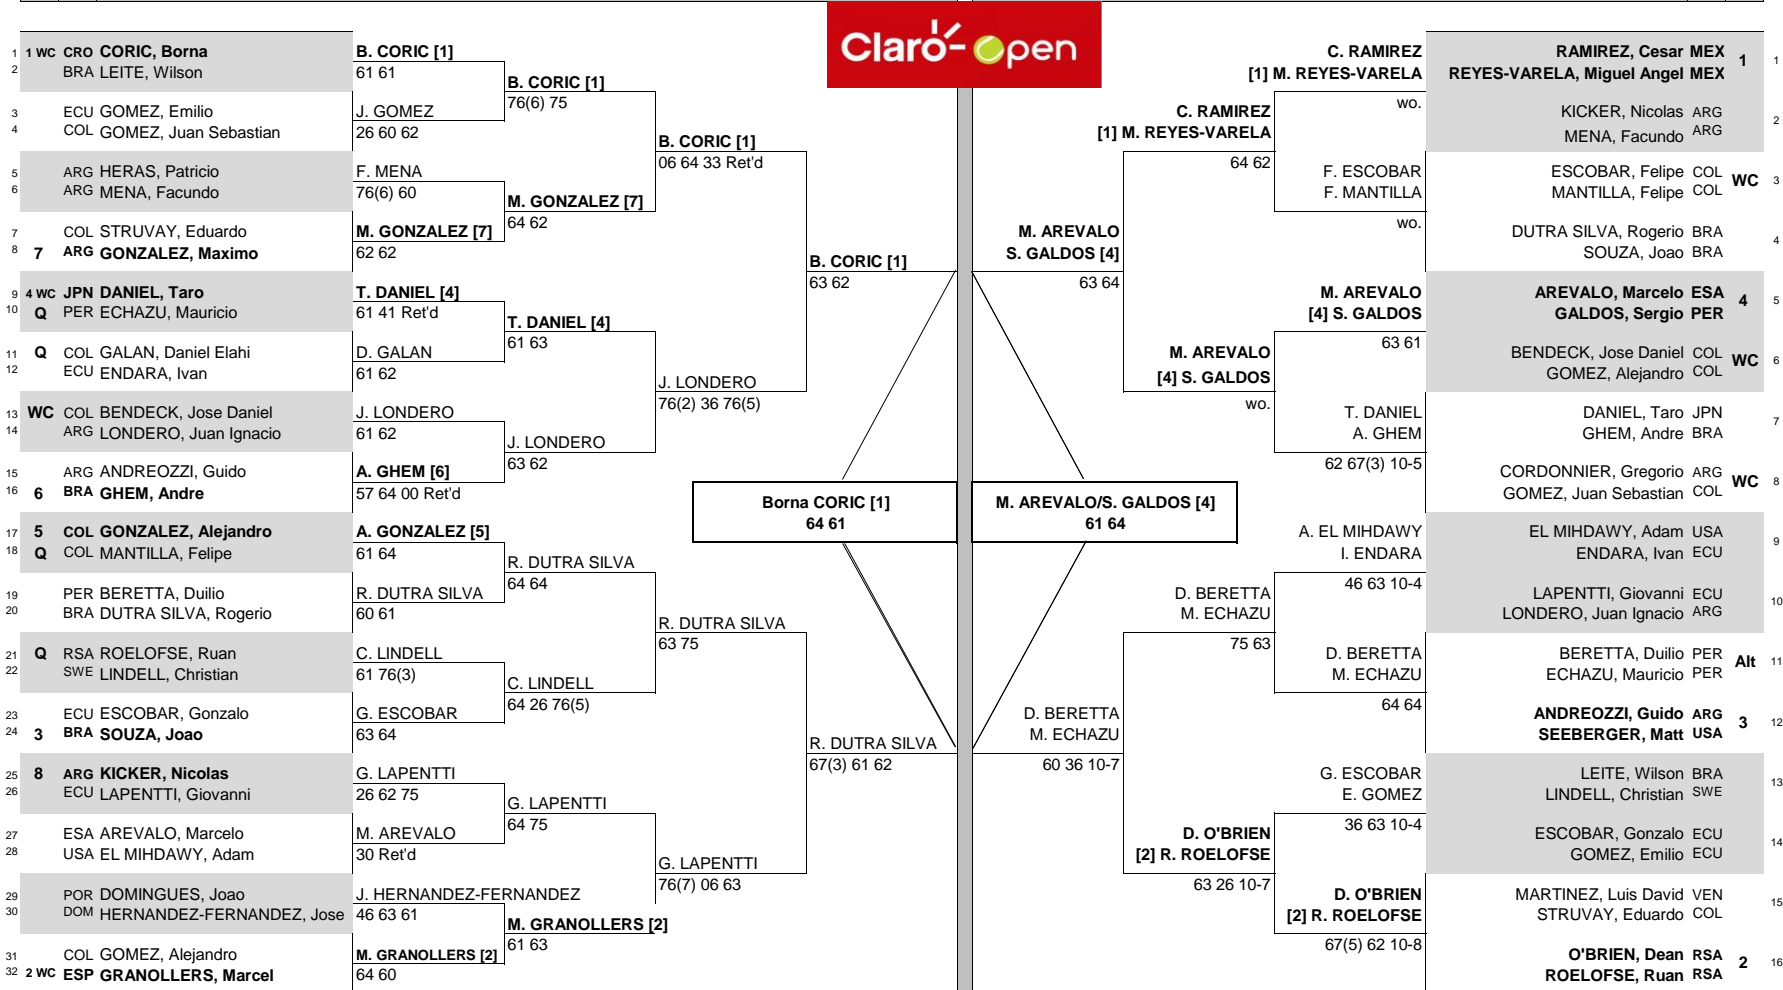 Claro-open
1 1 WC CRO CORIC, Borna
2 BRA LEITE, Wilson
3 ECU GOMEZ, Emilio
4 COL GOMEZ, Juan Sebastian
5 ARG HERAS, Patricio
6 ARG MENA, Facundo
7 COL STRUVAY, Eduardo
8 7 ARG GONZALEZ, Maximo
9 4 WC JPN DANIEL, Taro
10 Q PER ECHAZU, Mauricio
11 Q COL GALAN, Daniel Elahi
12 ECU ENDARA, Ivan
13 WC COL BENDECK, Jose Daniel
14 ARG LONDERO, Juan Ignacio
15 ARG ANDREOZZI, Guido
16 6 BRA GHEM, Andre
17 5 COL GONZALEZ, Alejandro
18 Q COL MANTILLA, Felipe
19 PER BERETTA, Duilio
20 BRA DUTRA SILVA, Rogerio
21 Q RSA ROELOFSE, Ruan
22 SWE LINDELL, Christian
23 ECU ESCOBAR, Gonzalo
24 3 BRA SOUZA, Joao
25 8 ARG KICKER, Nicolas
26 ECU LAPENTTI, Giovanni
27 ESA AREVALO, Marcelo
28 USA EL MIHDAWY, Adam
29 POR DOMINGUES, Joao
30 DOM HERNANDEZ-FERNANDEZ, Jose
31 COL GOMEZ, Alejandro
32 2 WC ESP GRANOLLERS, Marcel
B. CORIC [1]
61 61
J. GOMEZ
26 60 62
F. MENA
76(6) 60
M. GONZALEZ [7]
62 62
T. DANIEL [4]
61 41 Ret'd
D. GALAN
61 62
J. LONDERO
61 62
A. GHEM [6]
57 64 00 Ret'd
A. GONZALEZ [5]
61 64
R. DUTRA SILVA
60 61
C. LINDELL
61 76(3)
G. ESCOBAR
63 64
G. LAPENTTI
26 62 75
M. AREVALO
30 Ret'd
J. HERNANDEZ-FERNANDEZ
46 63 61
M. GRANOLLERS [2]
64 60
B. CORIC [1]
76(6) 75
M. GONZALEZ [7]
64 62
T. DANIEL [4]
61 63
J. LONDERO
63 62
R. DUTRA SILVA
64 64
C. LINDELL
64 26 76(5)
G. LAPENTTI
64 75
M. GRANOLLERS [2]
61 63
B. CORIC [1]
06 64 33 Ret'd
J. LONDERO
76(2) 36 76(5)
R. DUTRA SILVA
63 75
G. LAPENTTI
76(7) 06 63
B. CORIC [1]
63 62
R. DUTRA SILVA
67(3) 61 62
Borna CORIC [1]
64 61
M. AREVALO/S. GALDOS [4]
61 64
M. AREVALO
S. GALDOS [4]
63 64
D. BERETTA
M. ECHAZU
60 36 10-7
C. RAMIREZ
[1] M. REYES-VARELA
64 62
M. AREVALO
[4] S. GALDOS
wo.
D. BERETTA
M. ECHAZU
75 63
D. O'BRIEN
[2] R. ROELOFSE
63 26 10-7
C. RAMIREZ
[1] M. REYES-VARELA
wo.
F. ESCOBAR
F. MANTILLA
wo.
M. AREVALO
[4] S. GALDOS
63 61
T. DANIEL
A. GHEM
62 67(3) 10-5
A. EL MIHDAWY
I. ENDARA
46 63 10-4
D. BERETTA
M. ECHAZU
64 64
G. ESCOBAR
E. GOMEZ
36 63 10-4
D. O'BRIEN
[2] R. ROELOFSE
67(5) 62 10-8
RAMIREZ, Cesar MEX
REYES-VARELA, Miguel Angel MEX
1 1
KICKER, Nicolas ARG
MENA, Facundo ARG
2
ESCOBAR, Felipe COL
MANTILLA, Felipe COL
WC 3
DUTRA SILVA, Rogerio BRA
SOUZA, Joao BRA
4
AREVALO, Marcelo ESA
GALDOS, Sergio PER
4 5
BENDECK, Jose Daniel COL
GOMEZ, Alejandro COL
WC 6
DANIEL, Taro JPN
GHEM, Andre BRA
7
CORDONNIER, Gregorio ARG
GOMEZ, Juan Sebastian COL
WC 8
EL MIHDAWY, Adam USA
ENDARA, Ivan ECU
9
LAPENTTI, Giovanni ECU
LONDERO, Juan Ignacio ARG
10
BERETTA, Duilio PER
ECHAZU, Mauricio PER
Alt 11
ANDREOZZI, Guido ARG
SEEBERGER, Matt USA
3 12
LEITE, Wilson BRA
LINDELL, Christian SWE
13
ESCOBAR, Gonzalo ECU
GOMEZ, Emilio ECU
14
MARTINEZ, Luis David VEN
STRUVAY, Eduardo COL
15
O'BRIEN, Dean RSA
ROELOFSE, Ruan RSA
2 16